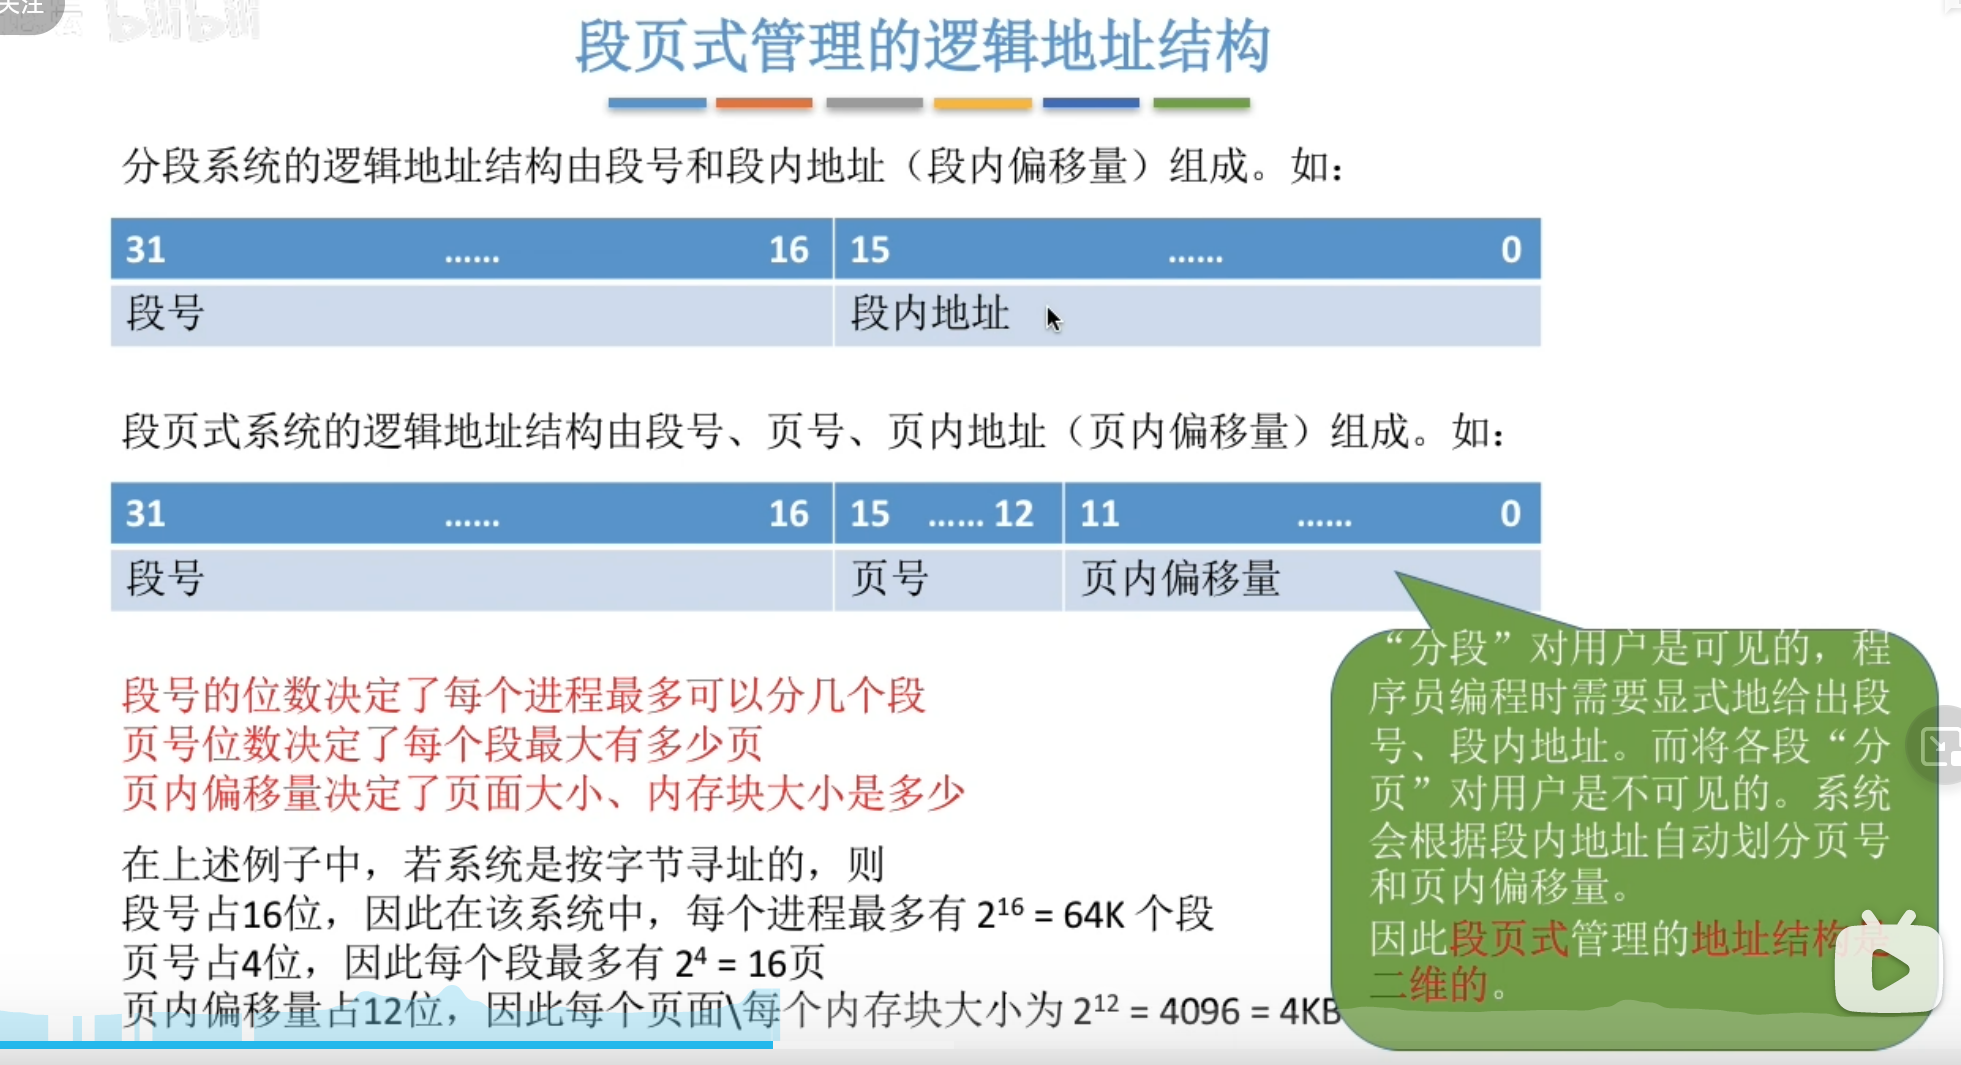 关注
bilibili
段页式管理的逻辑地址结构
分段系统的逻辑地址结构由段号和段内地址（段内偏移量）组成。如：
31 …… 16 15 …… 0
段号 段内地址
段页式系统的逻辑地址结构由段号、页号、页内地址（页内偏移量）组成。如：
31 …… 16 15 …… 12 11 …… 0
段号 页号 页内偏移量
段号的位数决定了每个进程最多可以分几个段
页号位数决定了每个段最大有多少页
页内偏移量决定了页面大小、内存块大小是多少
在上述例子中，若系统是按字节寻址的，则
段号占16位，因此在该系统中，每个进程最多有 2¹⁶ = 64K 个段
页号占4位，因此每个段最多有 2⁴ = 16页
页内偏移量占12位，因此每个页面\每个内存块大小为 2¹² = 4096 = 4KB
“分段”对用户是可见的，程
序员编程时需要显式地给出段
号、段内地址。而将各段“分
页”对用户是不可见的。系统
会根据段内地址自动划分页号
和页内偏移量。
因此段页式管理的地址结构是
二维的。